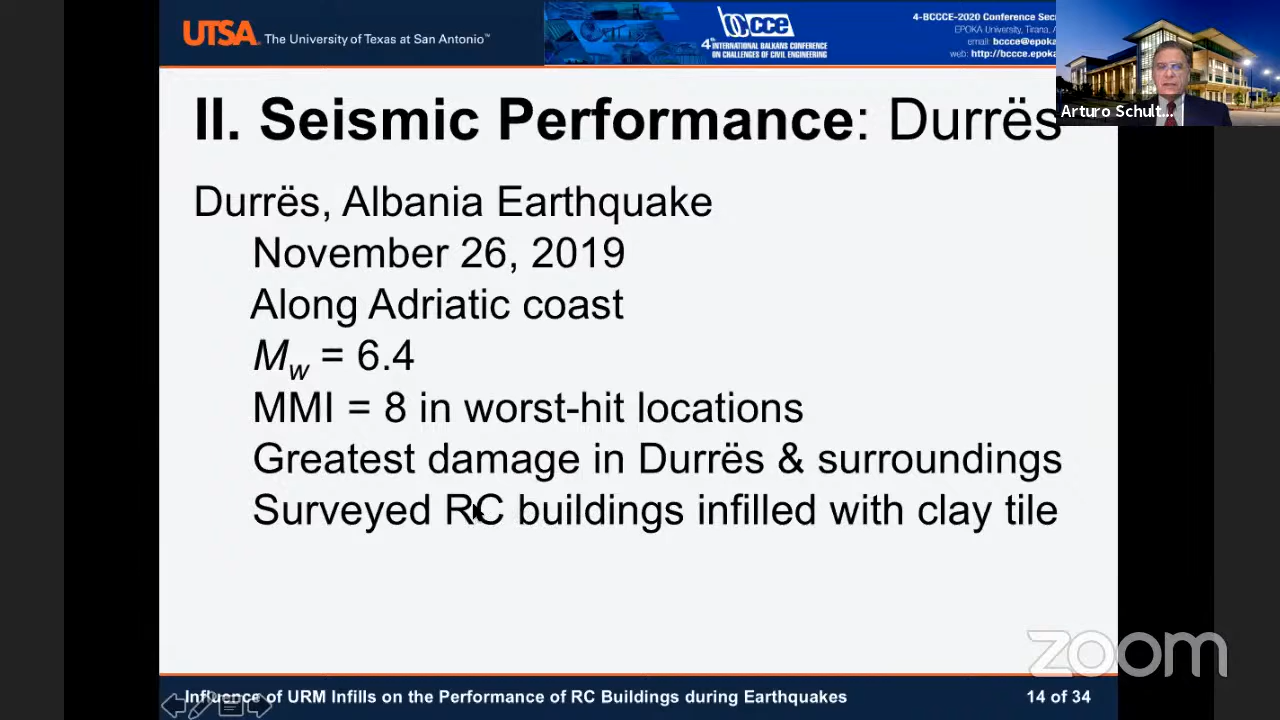 UTSA. The University of Texas at San Antonio™
bccce
4th INTERNATIONAL BALKANS CONFERENCE
ON CHALLENGES OF CIVIL ENGINEERING
4-BCCCE-2020 Conference Sec
EPOKA University, Tirana, A
email: bccce@epoka
web: http://bccce.epoka
Arturo Schult...
II. Seismic Performance: Durrës
Durrës, Albania Earthquake
November 26, 2019
Along Adriatic coast
Mw = 6.4
MMI = 8 in worst-hit locations
Greatest damage in Durrës & surroundings
Surveyed RC buildings infilled with clay tile
zoom
Influence of URM Infills on the Performance of RC Buildings during Earthquakes
14 of 34